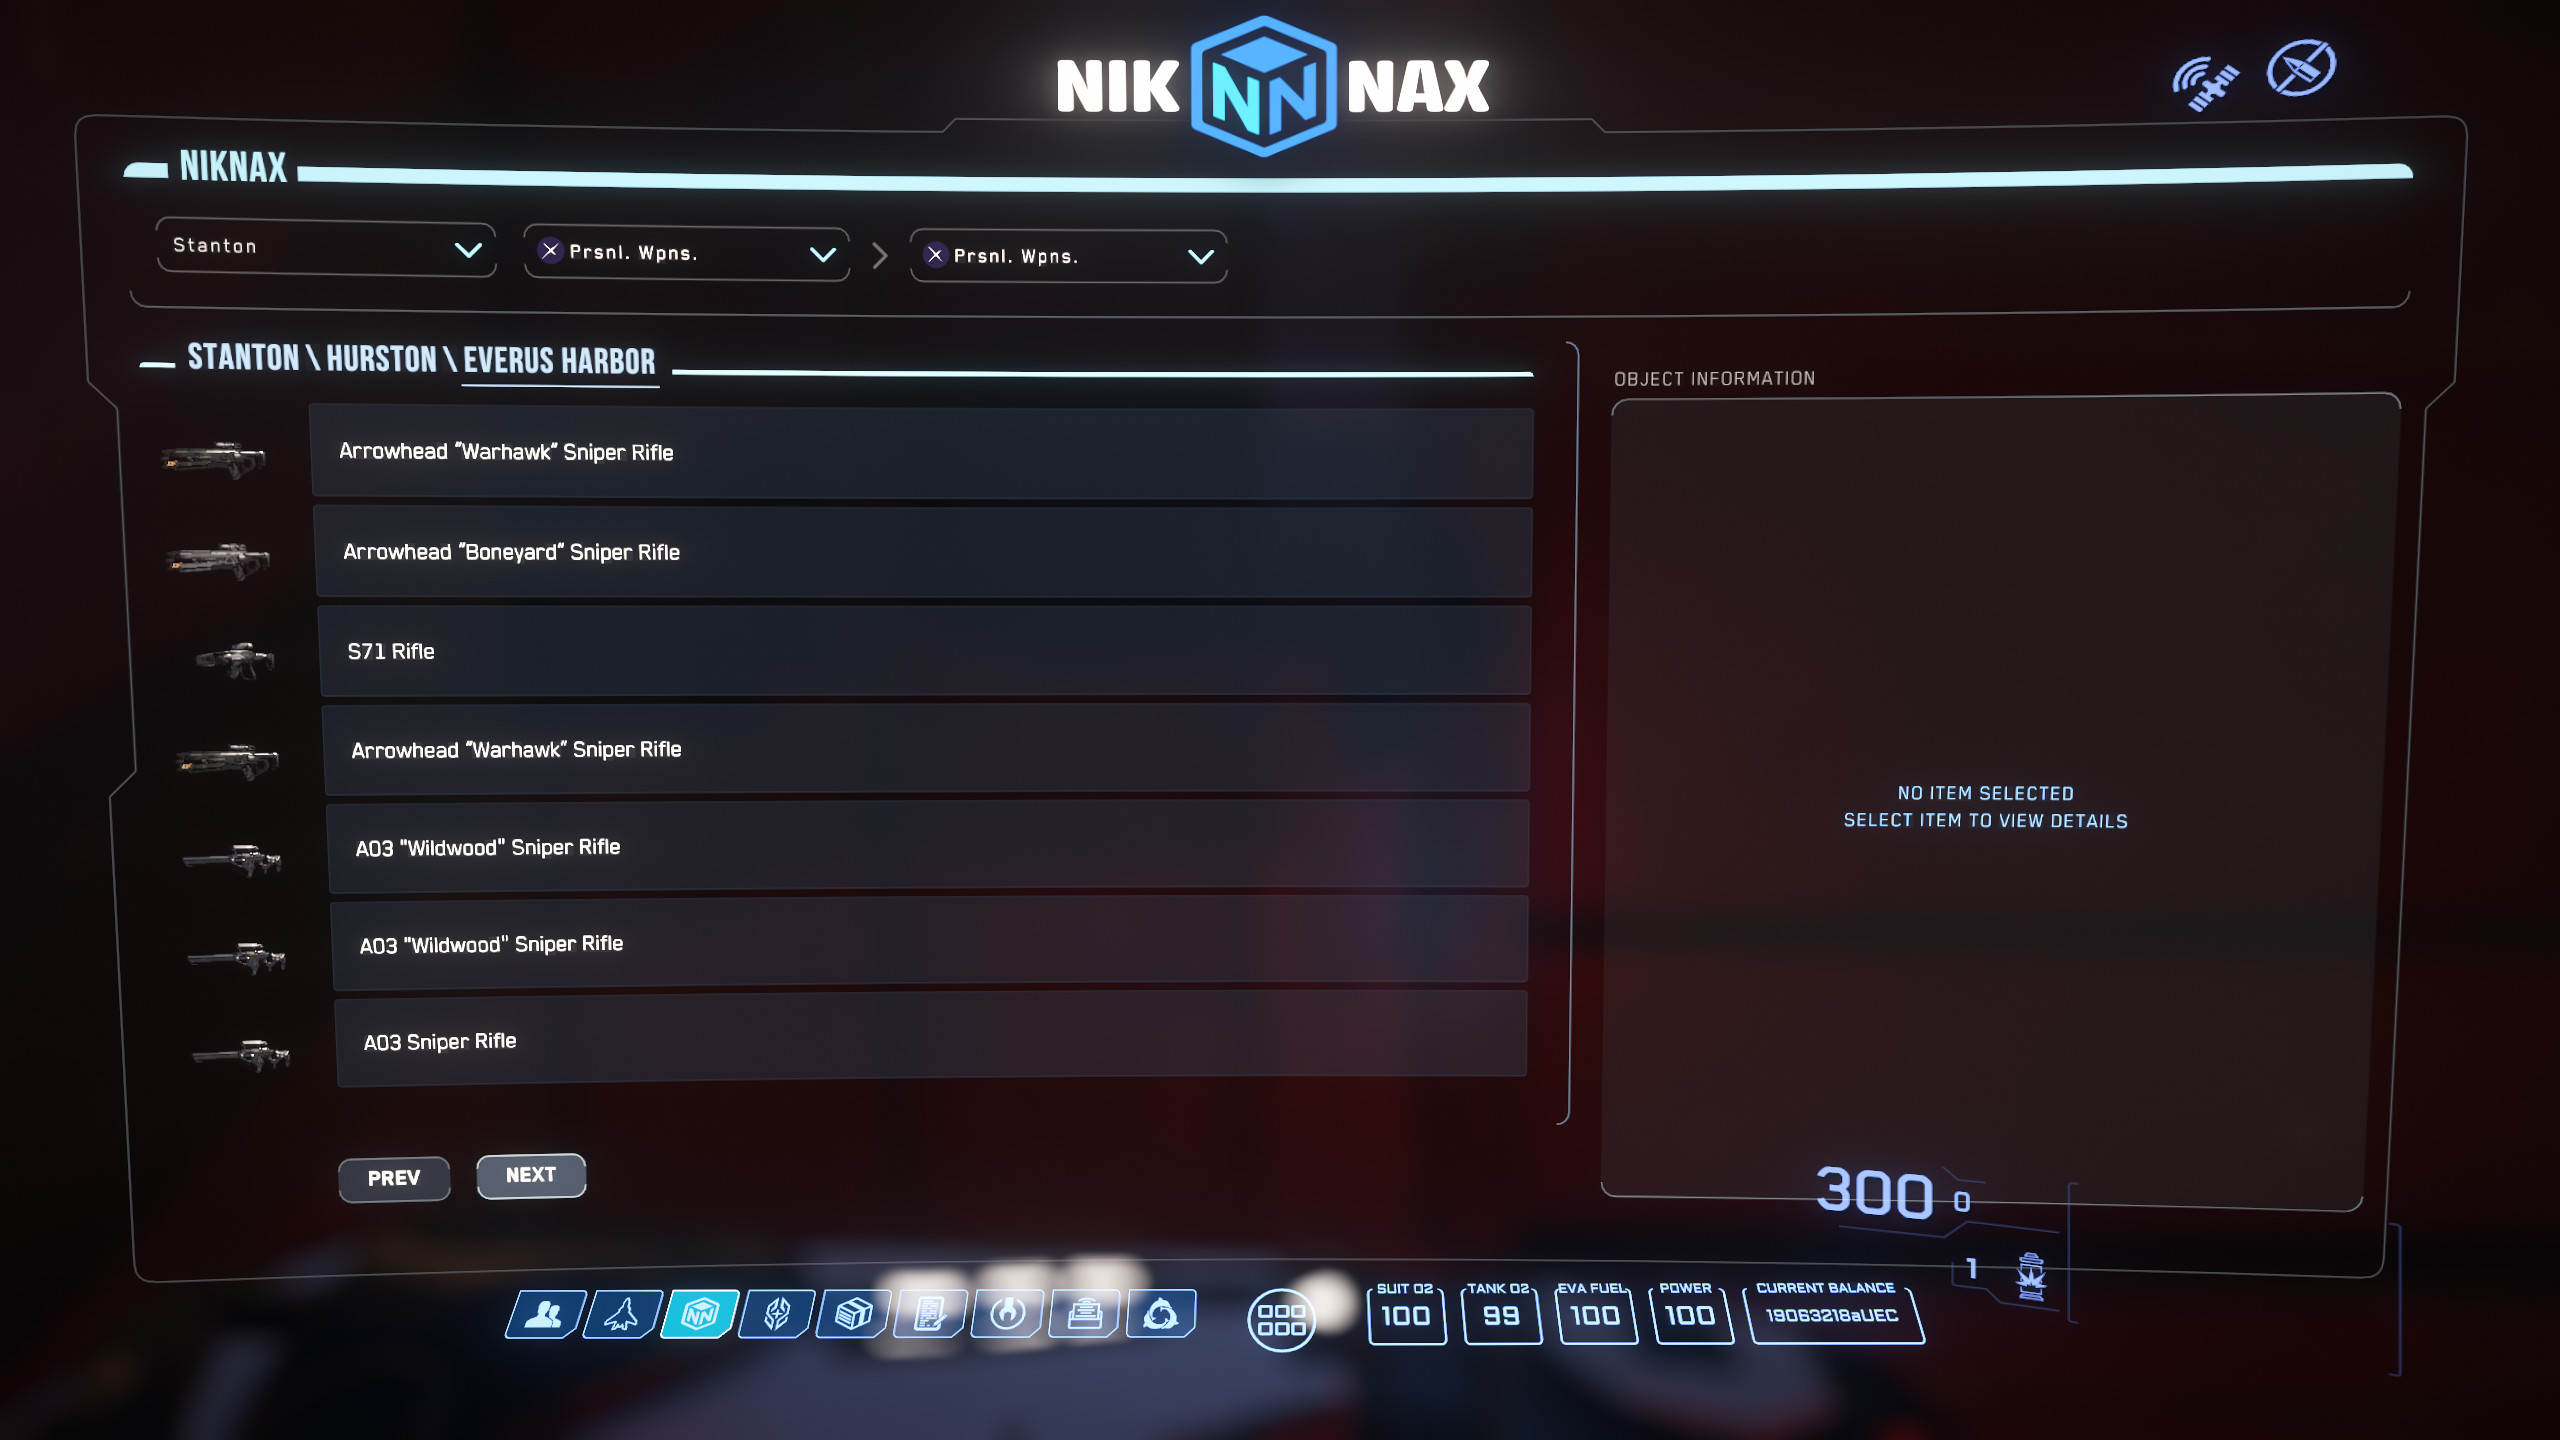 NIK NN NAX
NIKNAX
Stanton
Prsnl. Wpns.
Prsnl. Wpns.
STANTON \ HURSTON \ EVERUS HARBOR
Arrowhead "Warhawk" Sniper Rifle
Arrowhead "Boneyard" Sniper Rifle
S71 Rifle
Arrowhead "Warhawk" Sniper Rifle
A03 "Wildwood" Sniper Rifle
A03 "Wildwood" Sniper Rifle
A03 Sniper Rifle
PREV
NEXT
OBJECT INFORMATION
NO ITEM SELECTED
SELECT ITEM TO VIEW DETAILS
300 0
1
NN
SUIT O2
100
TANK O2
99
EVA FUEL
100
POWER
100
CURRENT BALANCE
19063218aUEC